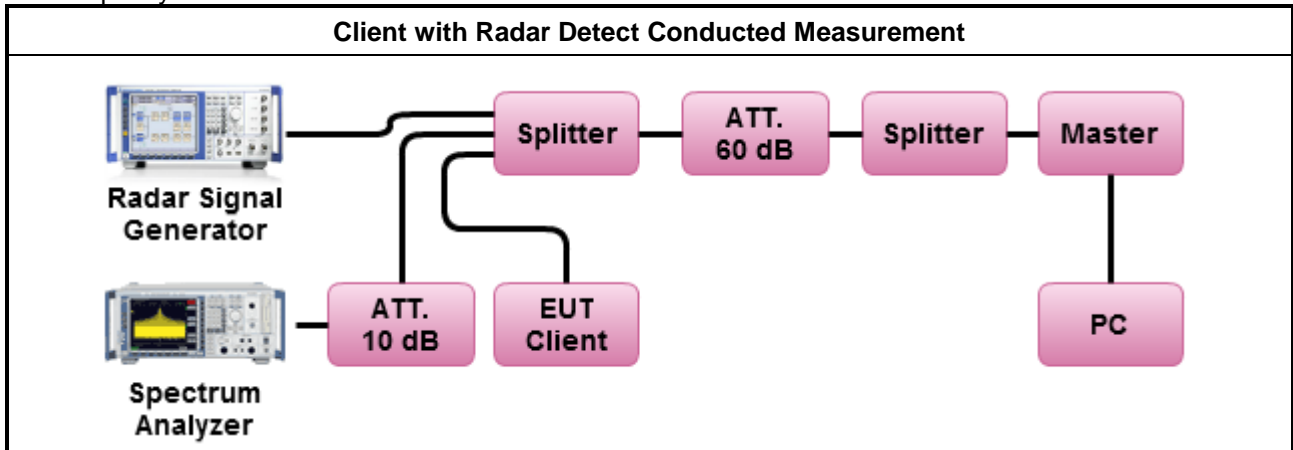 Client with Radar Detect Conducted Measurement
Splitter
ATT.
60 dB
Splitter
Master
Radar Signal
Generator
ATT.
10 dB
EUT
Client
PC
Spectrum
Analyzer